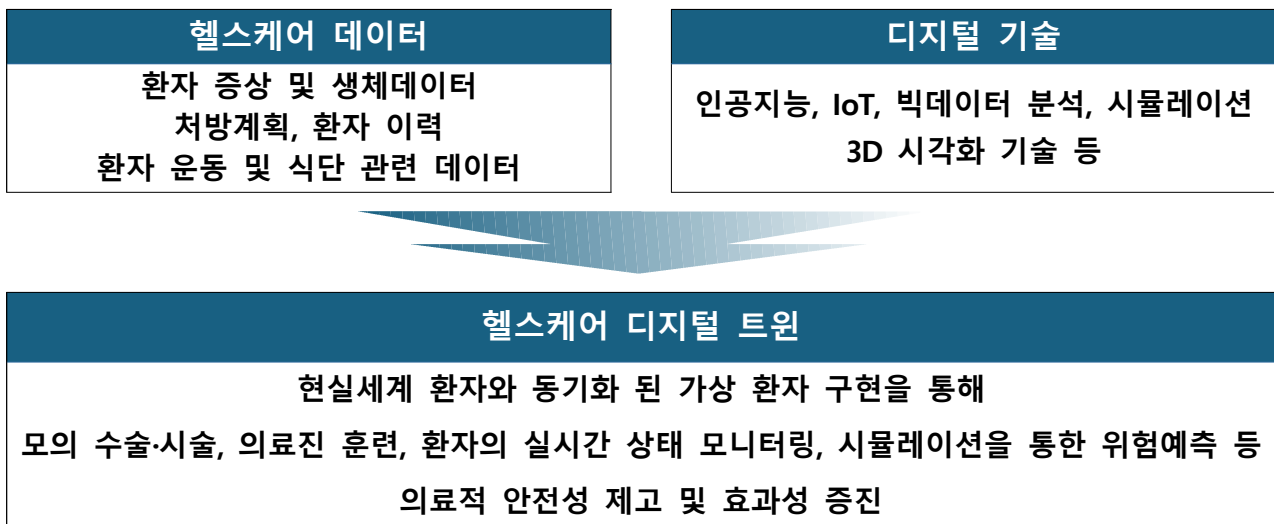 헬스케어 데이터
환자 증상 및 생체데이터
처방계획, 환자 이력
환자 운동 및 식단 관련 데이터
디지털 기술
인공지능, IoT, 빅데이터 분석, 시뮬레이션
3D 시각화 기술 등
헬스케어 디지털 트윈
현실세계 환자와 동기화 된 가상 환자 구현을 통해
모의 수술·시술, 의료진 훈련, 환자의 실시간 상태 모니터링, 시뮬레이션을 통한 위험예측 등
의료적 안전성 제고 및 효과성 증진